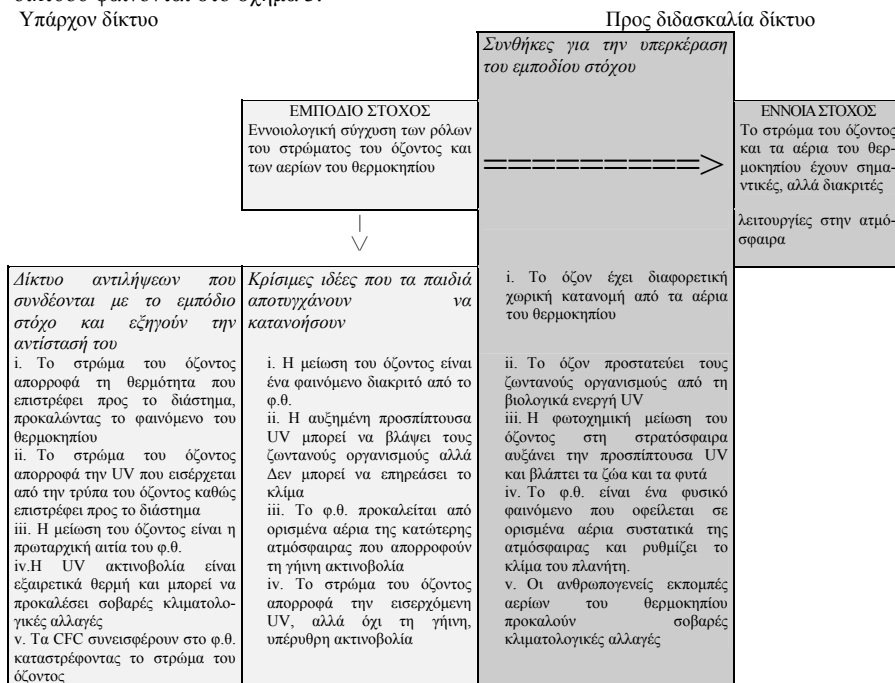 Υπάρχον δίκτυο
Προς διδασκαλία δίκτυο
Συνθήκες για την υπερκέραση
του εμποδίου στόχου
ΕΜΠΟΔΙΟ ΣΤΟΧΟΣ
Εννοιολογική σύγχυση των ρόλων
του στρώματος του όζοντος και
των αερίων του θερμοκηπίου
==========>
ΕΝΝΟΙΑ ΣΤΟΧΟΣ
Το στρώμα του όζοντος
και τα αέρια του θερ-
μοκηπίου έχουν σημα-
ντικές, αλλά διακριτές
λειτουργίες στην ατμό-
σφαιρα
Δίκτυο αντιλήψεων που
συνδέονται με το εμπόδιο
στόχο και εξηγούν την
αντίστασή του
i. Το στρώμα του όζοντος
απορροφά τη θερμότητα που
επιστρέφει προς το διάστημα,
προκαλώντας το φαινόμενο του
θερμοκηπίου
ii. Το στρώμα του όζοντος
απορροφά την UV που εισέρχεται
από την τρύπα του όζοντος καθώς
επιστρέφει προς το διάστημα
iii. Η μείωση του όζοντος είναι η
πρωταρχική αιτία του φ.θ.
iv.Η UV ακτινοβολία είναι
εξαιρετικά θερμή και μπορεί να
προκαλέσει σοβαρές κλιματολο-
γικές αλλαγές
v. Τα CFC συνεισφέρουν στο φ.θ.
καταστρέφοντας το στρώμα του
όζοντος
Κρίσιμες ιδέες που τα παιδιά
αποτυγχάνουν να
κατανοήσουν
i. Η μείωση του όζοντος είναι
ένα φαινόμενο διακριτό από το
φ.θ.
ii. Η αυξημένη προσπίπτουσα
UV μπορεί να βλάψει τους
ζωντανούς οργανισμούς αλλά
Δεν μπορεί να επηρεάσει το
κλίμα
iii. Το φ.θ. προκαλείται από
ορισμένα αέρια της κατώτερης
ατμόσφαιρας που απορροφούν
τη γήινη ακτινοβολία
iv. Το στρώμα του όζοντος
απορροφά την εισερχόμενη
UV, αλλά όχι τη γήινη,
υπέρυθρη ακτινοβολία
i. Το όζον έχει διαφορετική
χωρική κατανομή από τα αέρια
του θερμοκηπίου
ii. Το όζον προστατεύει τους
ζωντανούς οργανισμούς από τη
βιολογικά ενεργή UV
iii. Η φωτοχημική μείωση του
όζοντος στη στρατόσφαιρα
αυξάνει την προσπίπτουσα UV
και βλάπτει τα ζώα και τα φυτά
iv. Το φ.θ. είναι ένα φυσικό
φαινόμενο που οφείλεται σε
ορισμένα αέρια συστατικά της
ατμόσφαιρας και ρυθμίζει το
κλίμα του πλανήτη.
v. Οι ανθρωπογενείς εκπομπές
αερίων του θερμοκηπίου
προκαλούν σοβαρές
κλιματολογικές αλλαγές